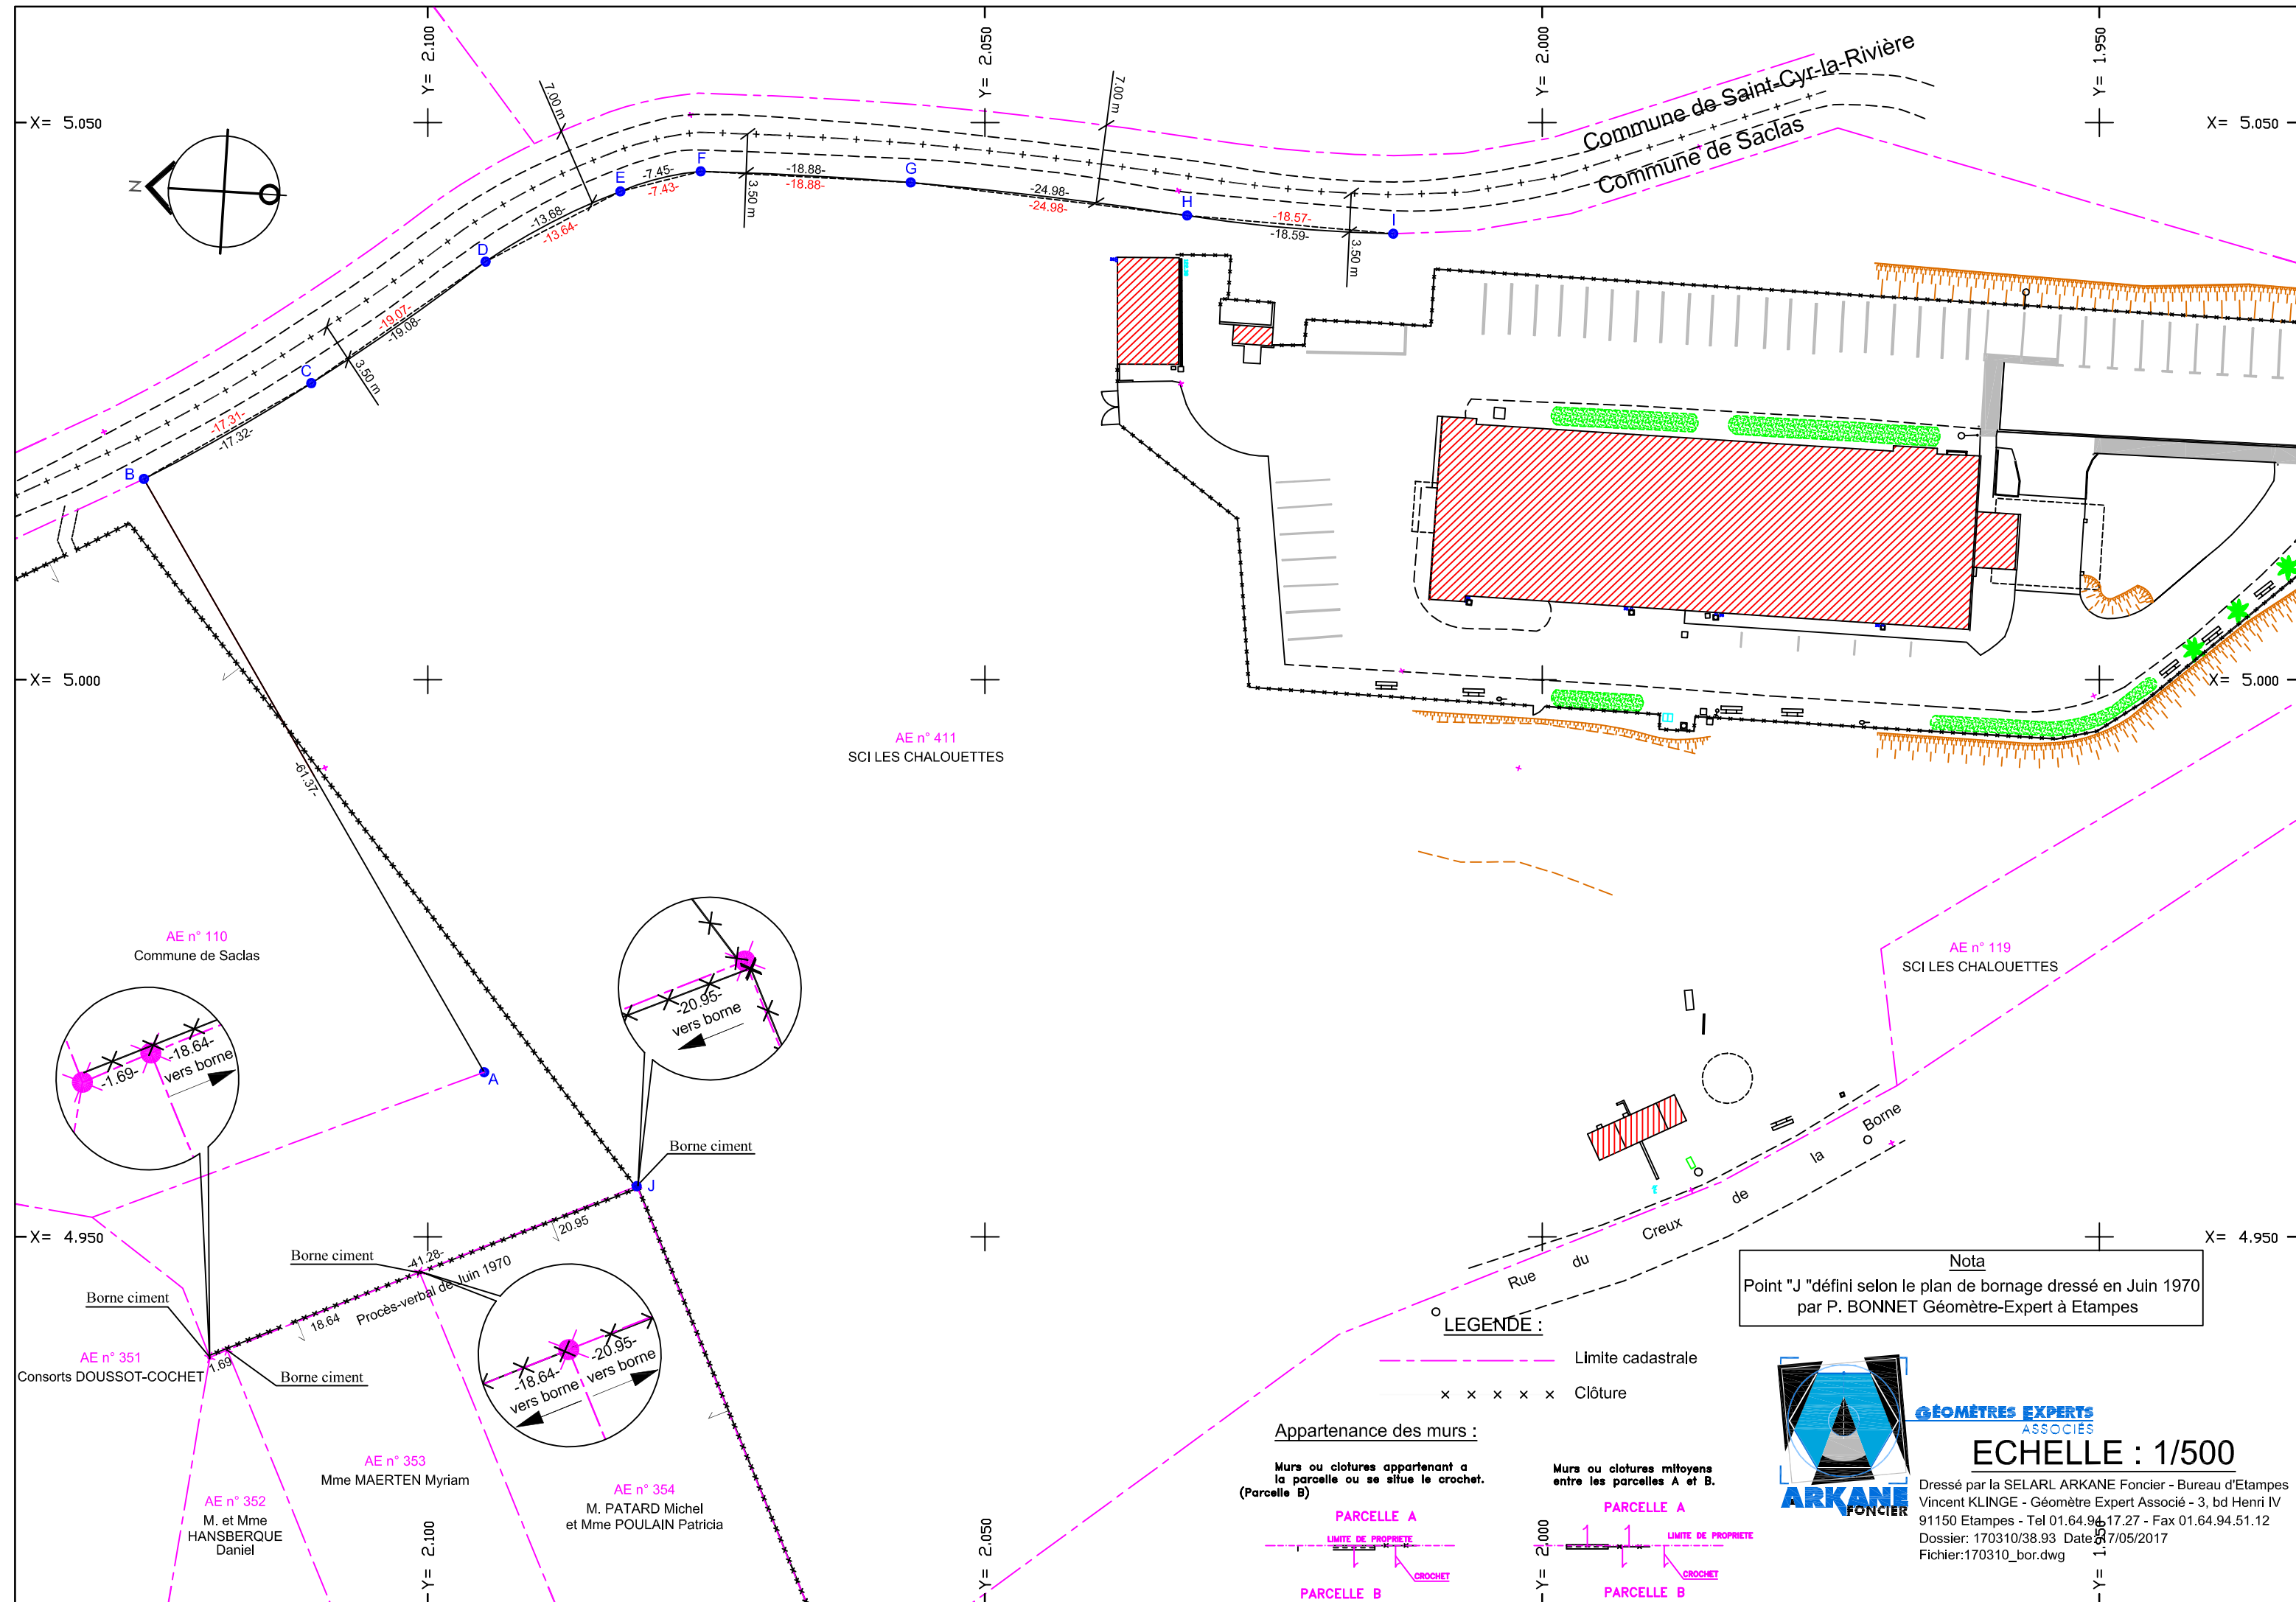 Y= 2.100
Y= 2.050
Y= 2.000
Y= 1.950
X= 5.050
X= 5.050
Commune de Saint-Cyr-la-Rivière
Commune de Saclas
7.00 m
7.00 m
N
O
F
E
-7.45-
-7.43-
-18.88-
-18.88-
G
3.50 m
-24.98-
-24.98-
H
-18.57-
-18.59-
I
3.50 m
D
-13.68-
-13.64-
-19.07-
-19.08-
3.50 m
C
-17.31-
-17.32-
B
X= 5.000
X= 5.000
-61.37-
AE n° 411
SCI LES CHALOUETTES
AE n° 110
Commune de Saclas
AE n° 119
SCI LES CHALOUETTES
-20.95-
vers borne
-18.64-
vers borne
-1.69-
A
Borne ciment
J
X= 4.950
X= 4.950
Rue du Creux de la Borne
Borne ciment
-41.28-
20.95
Procès-verbal de Juin 1970
18.64
Borne ciment
1.69
Borne ciment
-18.64-
vers borne
-20.95-
vers borne
AE n° 351
Consorts DOUSSOT-COCHET
AE n° 352
M. et Mme
HANSBERQUE
Daniel
AE n° 353
Mme MAERTEN Myriam
AE n° 354
M. PATARD Michel
et Mme POULAIN Patricia
Nota
Point "J "défini selon le plan de bornage dressé en Juin 1970
par P. BONNET Géomètre-Expert à Etampes
LEGENDE :
Limite cadastrale
Clôture
Appartenance des murs :
Murs ou clotures appartenant a
la parcelle ou se situe le crochet.
(Parcelle B)
PARCELLE A
LIMITE DE PROPRIETE
CROCHET
PARCELLE B
Murs ou clotures mitoyens
entre les parcelles A et B.
PARCELLE A
LIMITE DE PROPRIETE
CROCHET
PARCELLE B
GÉOMÈTRES EXPERTS
ASSOCIÉS
ARKANE
FONCIER
ECHELLE : 1/500
Dressé par la SELARL ARKANE Foncier - Bureau d'Etampes
Vincent KLINGE - Géomètre Expert Associé - 3, bd Henri IV
91150 Etampes - Tel 01.64.94.17.27 - Fax 01.64.94.51.12
Dossier: 170310/38.93 Date: 17/05/2017
Fichier:170310_bor.dwg
Y= 2.100
Y= 2.050
Y= 2.000
Y= 1.950